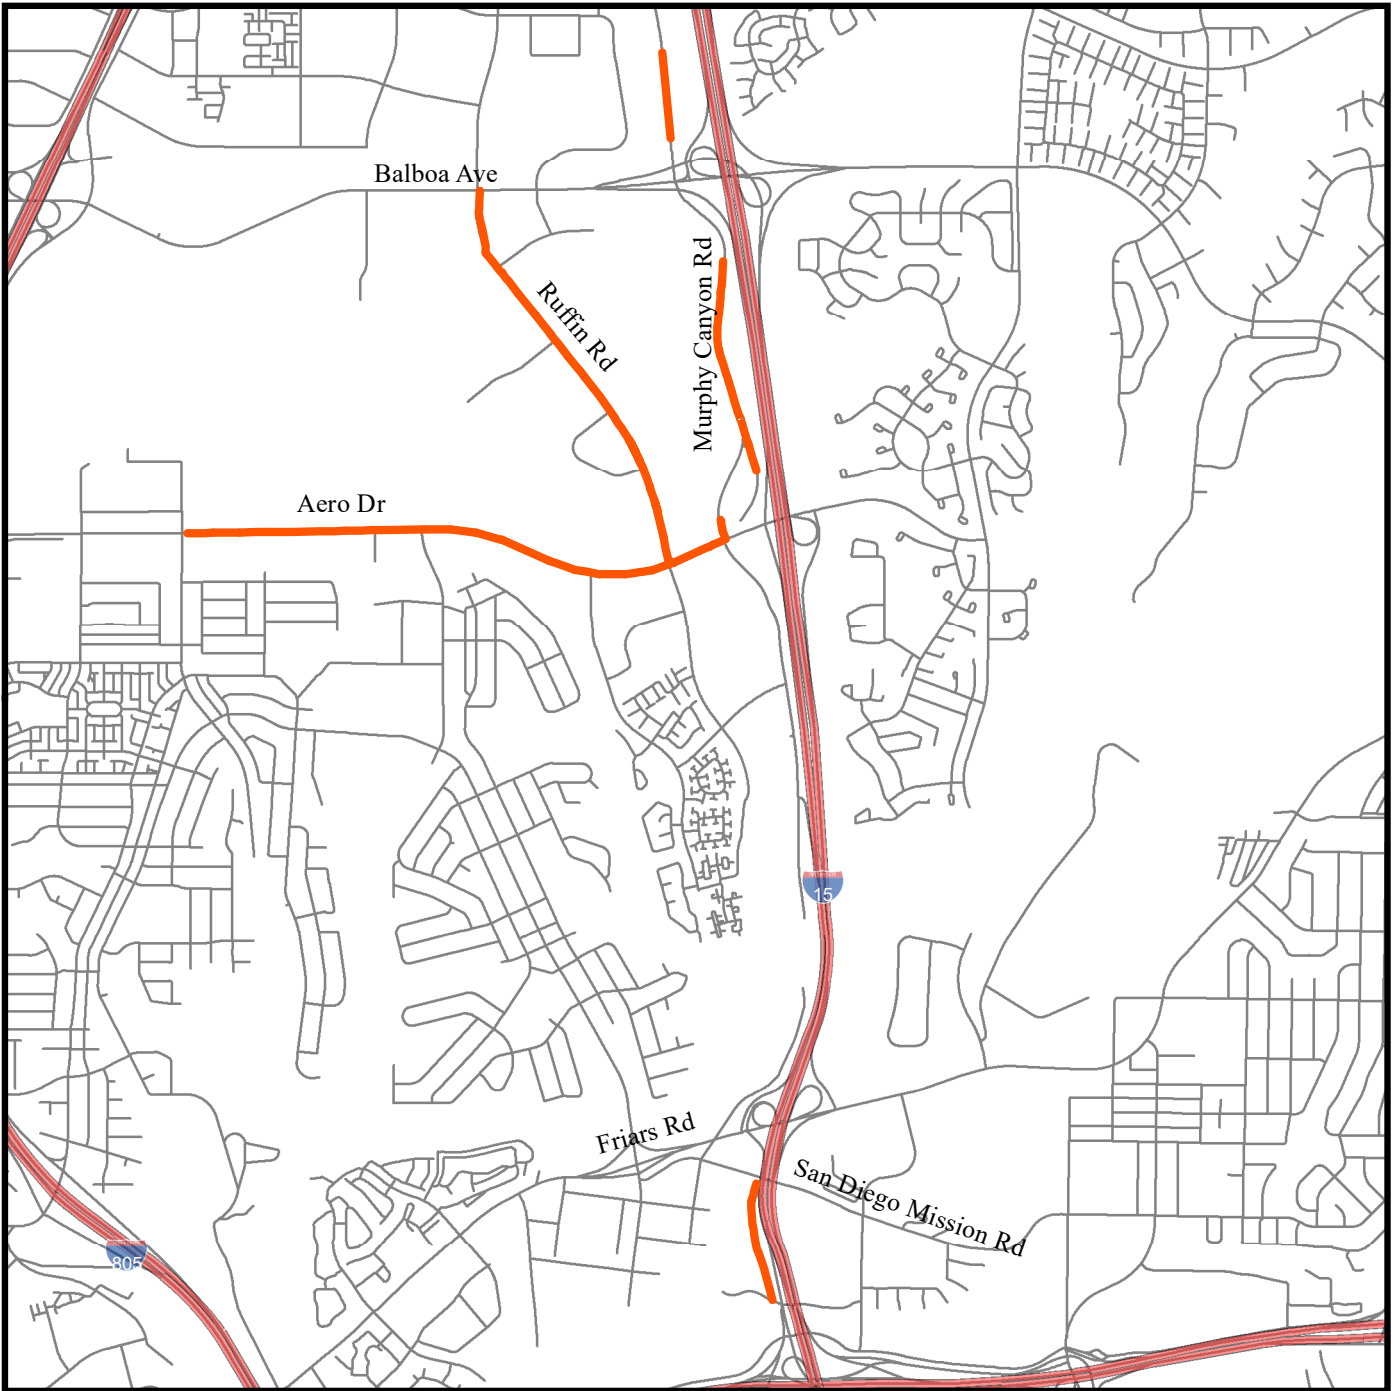 Balboa Ave
Ruffin Rd
Murphy Canyon Rd
Aero Dr
15
Friars Rd
San Diego Mission Rd
805